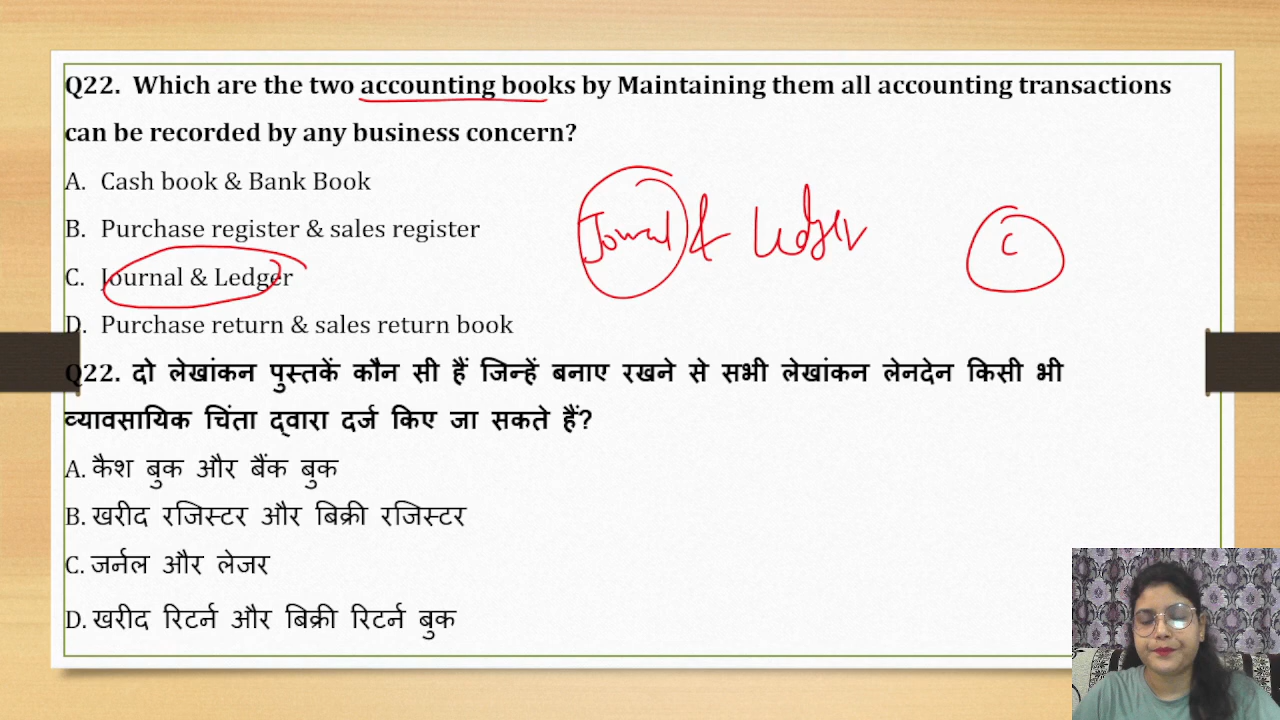 Q22. Which are the two accounting books by Maintaining them all accounting transactions
can be recorded by any business concern?
A. Cash book & Bank Book
B. Purchase register & sales register
C. Journal & Ledger
D. Purchase return & sales return book
Journal & Ledger
C
Q22. दो लेखांकन पुस्तकें कौन सी हैं जिन्हें बनाए रखने से सभी लेखांकन लेनदेन किसी भी
व्यावसायिक चिंता द्वारा दर्ज किए जा सकते हैं?
A. कैश बुक और बैंक बुक
B. खरीद रजिस्टर और बिक्री रजिस्टर
C. जर्नल और लेजर
D. खरीद रिटर्न और बिक्री रिटर्न बुक